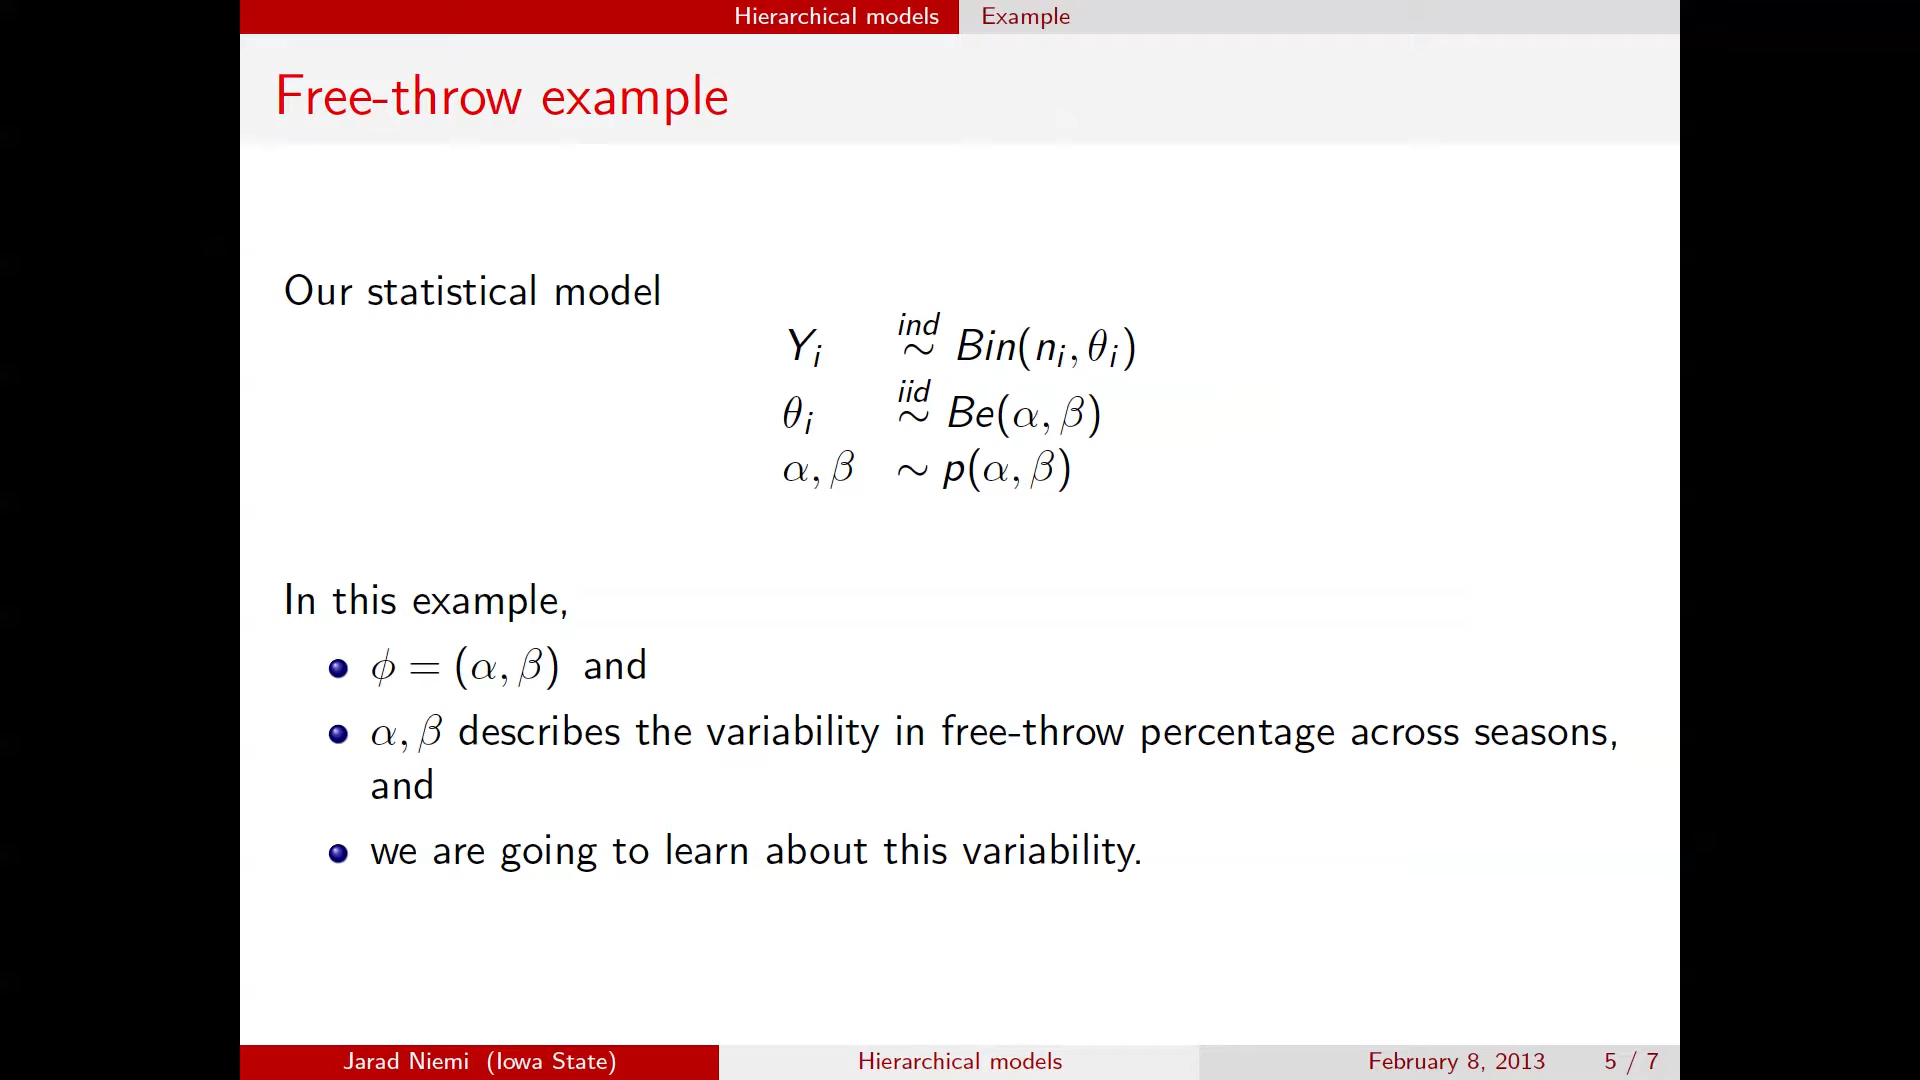 Hierarchical models Example
Free-throw example
Our statistical model
Y_i ind ∼ Bin(n_i, θ_i)
θ_i iid ∼ Be(α, β)
α, β ∼ p(α, β)
In this example,
ϕ = (α, β) and
α, β describes the variability in free-throw percentage across seasons,
and
we are going to learn about this variability.
Jarad Niemi (Iowa State) Hierarchical models February 8, 2013 5 / 7